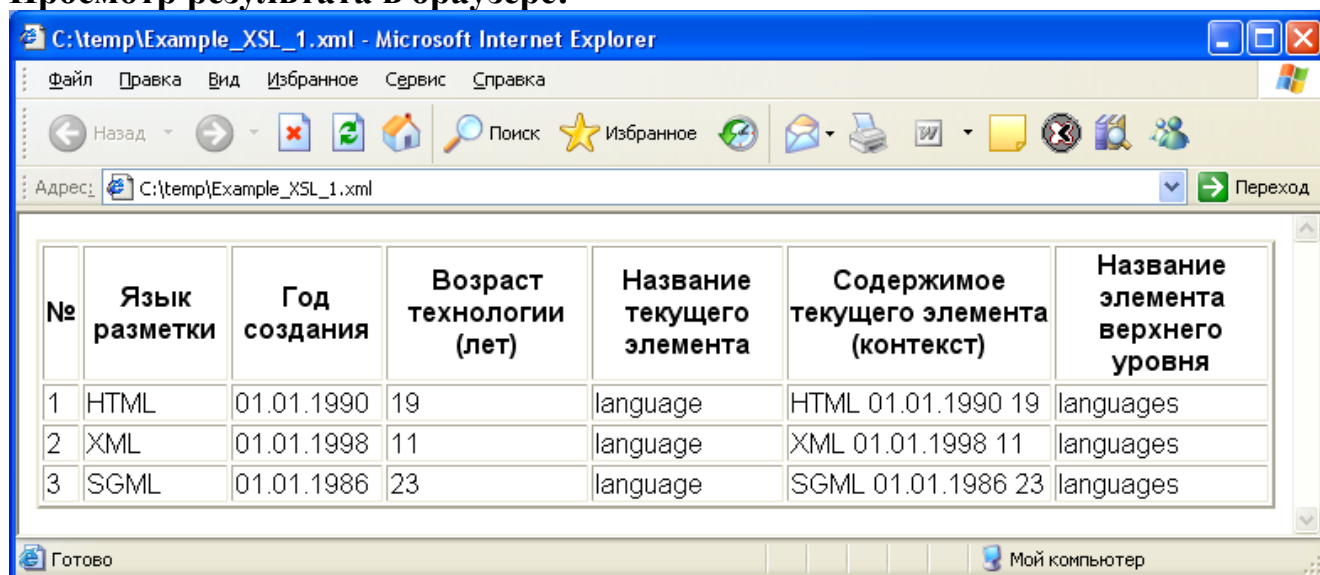 Просмотр результата в браузере:
C:\temp\Example_XSL_1.xml - Microsoft Internet Explorer
Файл Правка Вид Избранное Сервис Справка
Назад Поиск Избранное
Адрес: C:\temp\Example_XSL_1.xml Переход
№ Язык разметки Год создания Возраст технологии (лет) Название текущего элемента Содержимое текущего элемента (контекст) Название элемента верхнего уровня
1 HTML 01.01.1990 19 language HTML 01.01.1990 19 languages
2 XML 01.01.1998 11 language XML 01.01.1998 11 languages
3 SGML 01.01.1986 23 language SGML 01.01.1986 23 languages
Готово Мой компьютер